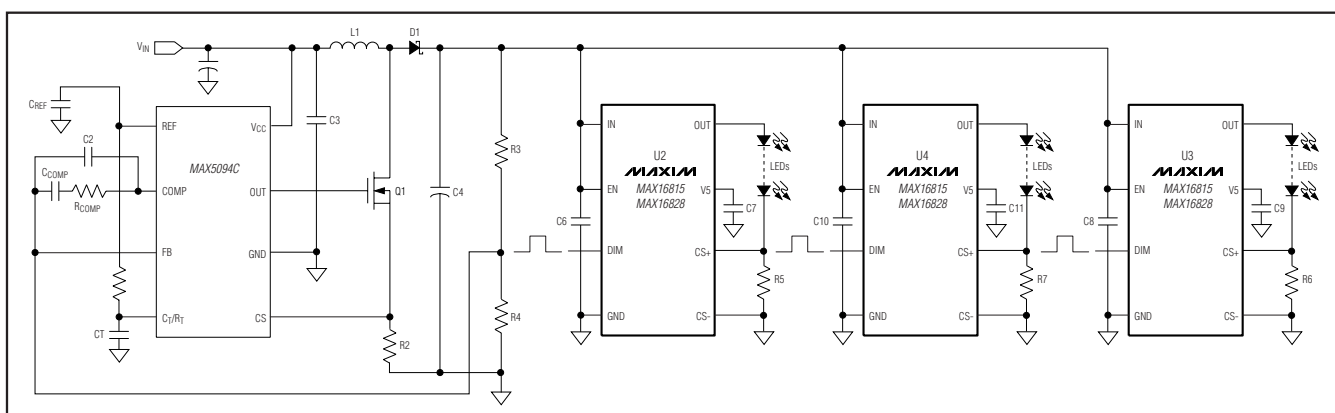 VIN
L1
D1
CREF
REF
VCC
C3
C2
MAX5094C
R3
CCOMP
RCOMP
COMP
OUT
Q1
C4
FB
GND
CT/RT
CS
CT
R2
R4
IN
OUT
U2
MAXIM
LEDs
EN
MAX16815
MAX16828
V5
C6
C7
DIM
CS+
R5
GND
CS-
IN
OUT
U4
MAXIM
LEDs
EN
MAX16815
MAX16828
V5
C10
C11
DIM
CS+
R7
GND
CS-
IN
OUT
U3
MAXIM
LEDs
EN
MAX16815
MAX16828
V5
C8
C9
DIM
CS+
R6
GND
CS-